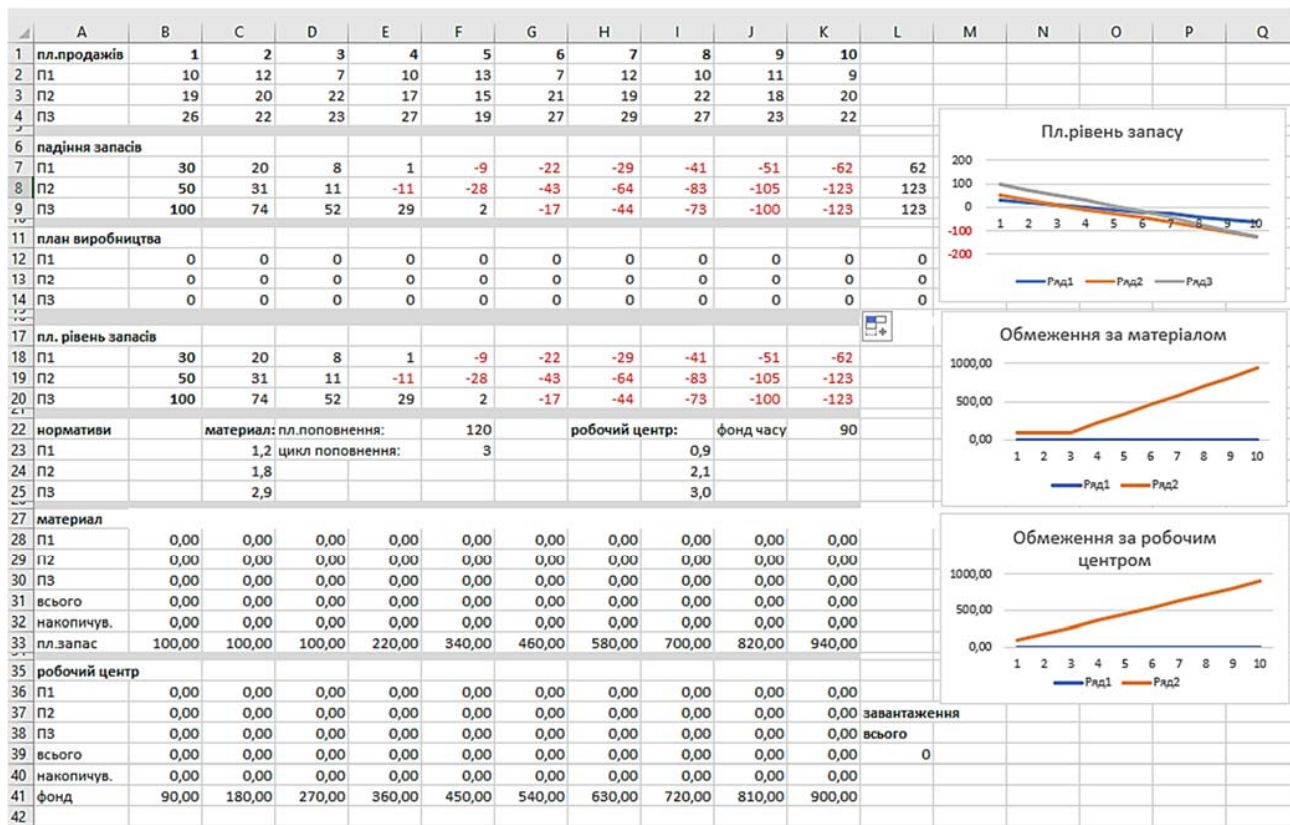 A B C D E F G H I J K L M N O P Q
1 пл.продажів 1 2 3 4 5 6 7 8 9 10
2 П1 10 12 7 10 13 7 12 10 11 9
3 П2 19 20 22 17 15 21 19 22 18 20
4 П3 26 22 23 27 19 27 29 27 23 22
6 падіння запасів
7 П1 30 20 8 1 -9 -22 -29 -41 -51 -62 62
8 П2 50 31 11 -11 -28 -43 -64 -83 -105 -123 123
9 П3 100 74 52 29 2 -17 -44 -73 -100 -123 123
11 план виробництва
12 П1 0 0 0 0 0 0 0 0 0 0 0
13 П2 0 0 0 0 0 0 0 0 0 0 0
14 П3 0 0 0 0 0 0 0 0 0 0 0
17 пл. рівень запасів
18 П1 30 20 8 1 -9 -22 -29 -41 -51 -62
19 П2 50 31 11 -11 -28 -43 -64 -83 -105 -123
20 П3 100 74 52 29 2 -17 -44 -73 -100 -123
22 нормативи материал: пл.поповнення: 120 робочий центр: фонд часу 90
23 П1 1,2 цикл поповнення: 3 0,9
24 П2 1,8 2,1
25 П3 2,9 3,0
27 материал
28 П1 0,00 0,00 0,00 0,00 0,00 0,00 0,00 0,00 0,00 0,00
29 П2 0,00 0,00 0,00 0,00 0,00 0,00 0,00 0,00 0,00 0,00
30 П3 0,00 0,00 0,00 0,00 0,00 0,00 0,00 0,00 0,00 0,00
31 всього 0,00 0,00 0,00 0,00 0,00 0,00 0,00 0,00 0,00 0,00
32 накопичув. 0,00 0,00 0,00 0,00 0,00 0,00 0,00 0,00 0,00 0,00
33 пл.запас 100,00 100,00 100,00 220,00 340,00 460,00 580,00 700,00 820,00 940,00
35 робочий центр
36 П1 0,00 0,00 0,00 0,00 0,00 0,00 0,00 0,00 0,00 0,00
37 П2 0,00 0,00 0,00 0,00 0,00 0,00 0,00 0,00 0,00 0,00 завантаження
38 П3 0,00 0,00 0,00 0,00 0,00 0,00 0,00 0,00 0,00 0,00 всього
39 всього 0,00 0,00 0,00 0,00 0,00 0,00 0,00 0,00 0,00 0,00 0
40 накопичув. 0,00 0,00 0,00 0,00 0,00 0,00 0,00 0,00 0,00 0,00
41 фонд 90,00 180,00 270,00 360,00 450,00 540,00 630,00 720,00 810,00 900,00
42
Пл.рівень запасу
200
100
0
1 2 3 4 5 6 7 8 9 10
-100
-200
Ряд1 Ряд2 Ряд3
Обмеження за матеріалом
1000,00
500,00
0,00
1 2 3 4 5 6 7 8 9 10
Ряд1 Ряд2
Обмеження за робочим
центром
1000,00
500,00
0,00
1 2 3 4 5 6 7 8 9 10
Ряд1 Ряд2